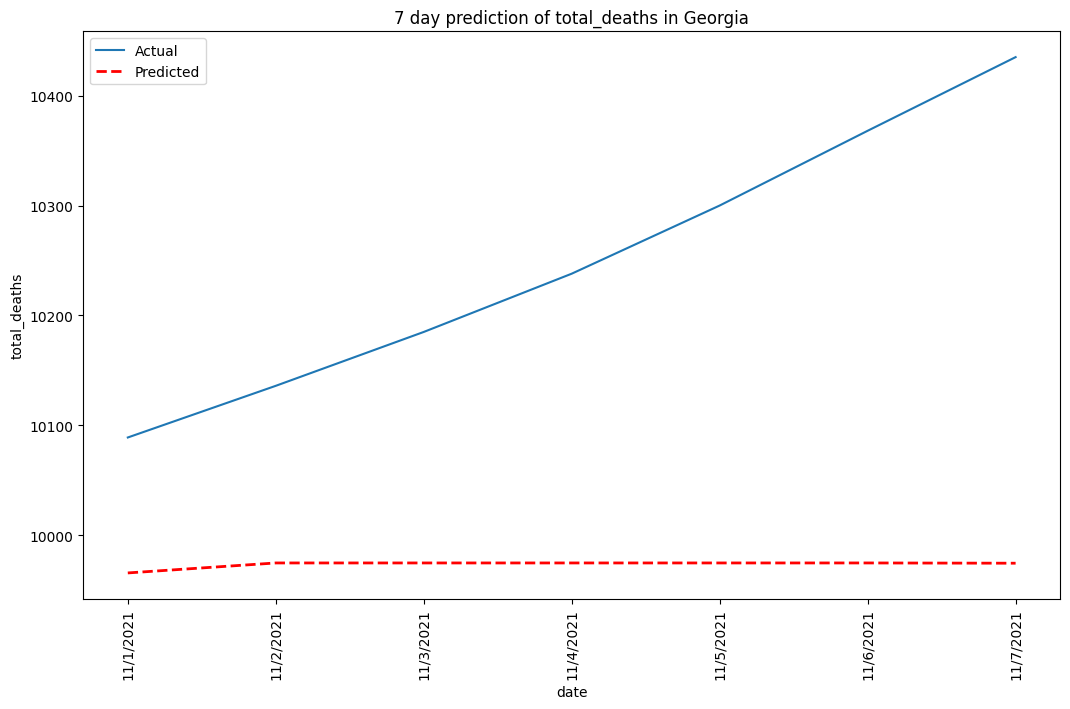 7 day prediction of total_deaths in Georgia
Actual
Predicted
total_deaths
10400
10300
10200
10100
10000
11/1/2021
11/2/2021
11/3/2021
11/4/2021
11/5/2021
11/6/2021
11/7/2021
date